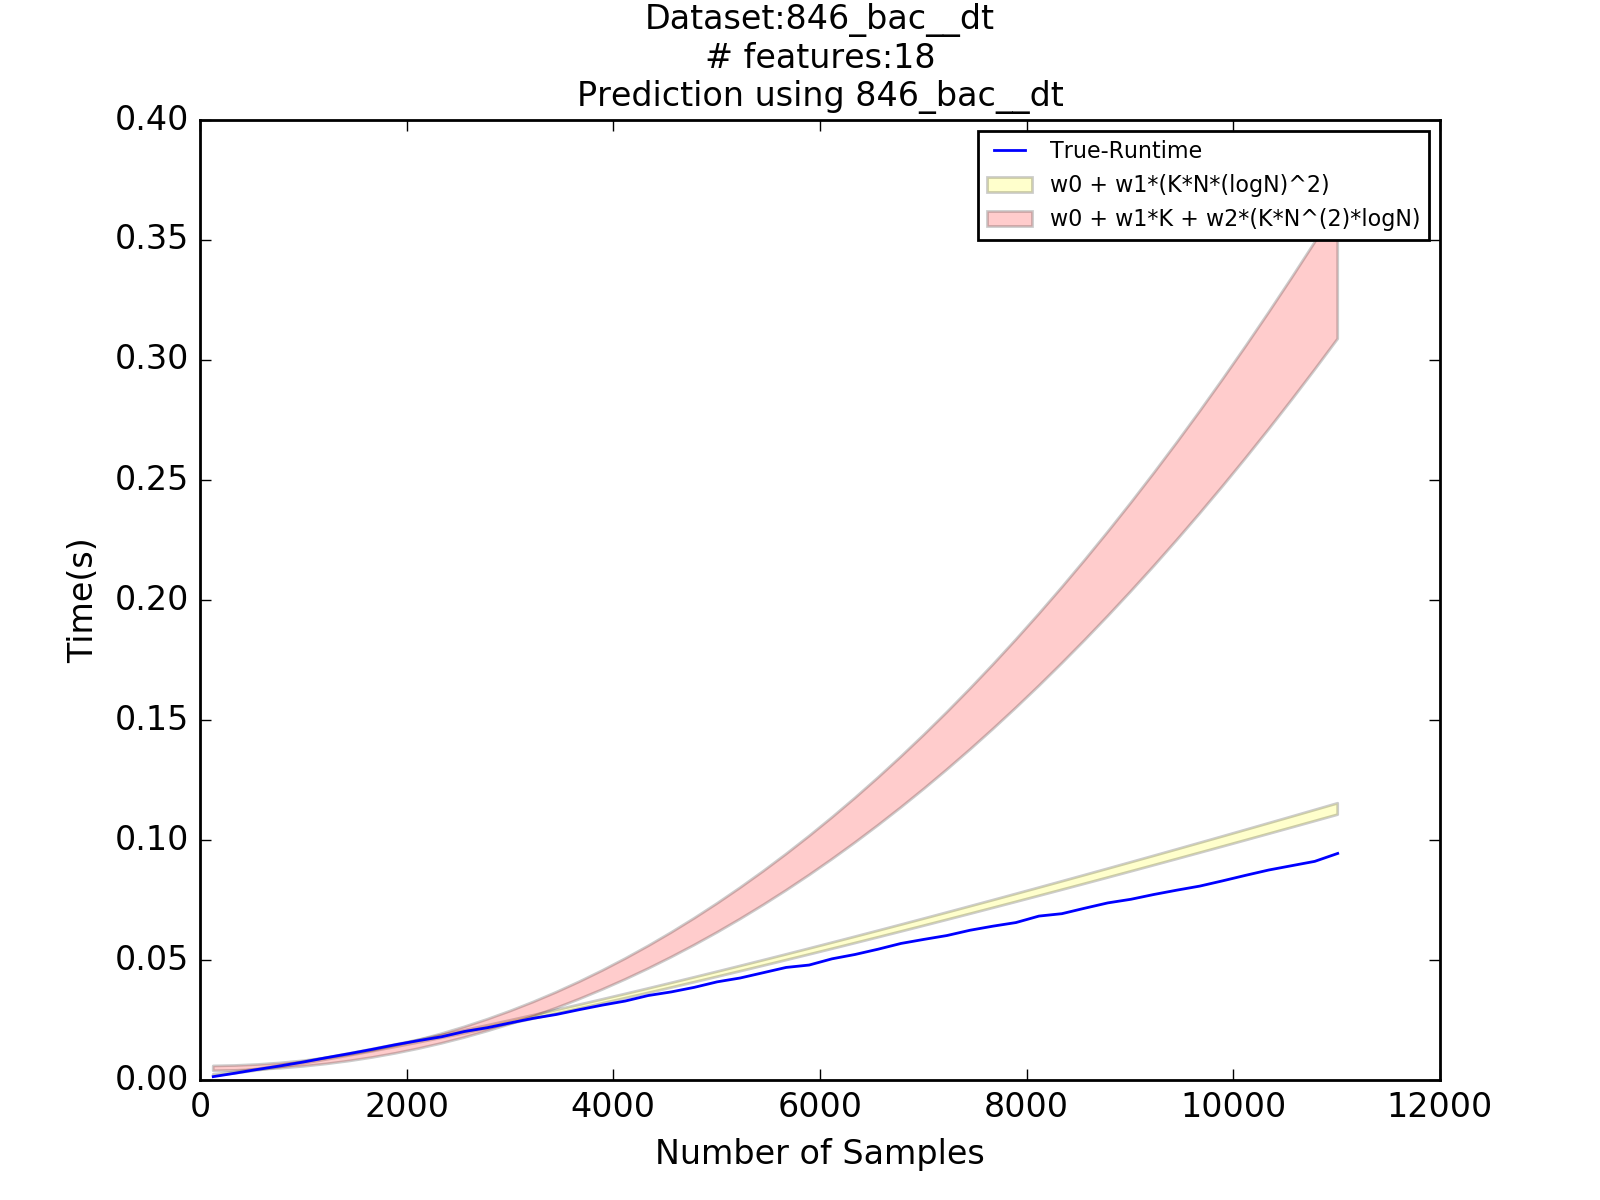 Dataset:846_bac__dt
# features:18
Prediction using 846_bac__dt
True-Runtime
w0 + w1*(K*N*(logN)^2)
w0 + w1*K + w2*(K*N^(2)*logN)
0.40
0.35
0.30
0.25
0.20
0.15
0.10
0.05
0.00
Time(s)
0 2000 4000 6000 8000 10000 12000
Number of Samples